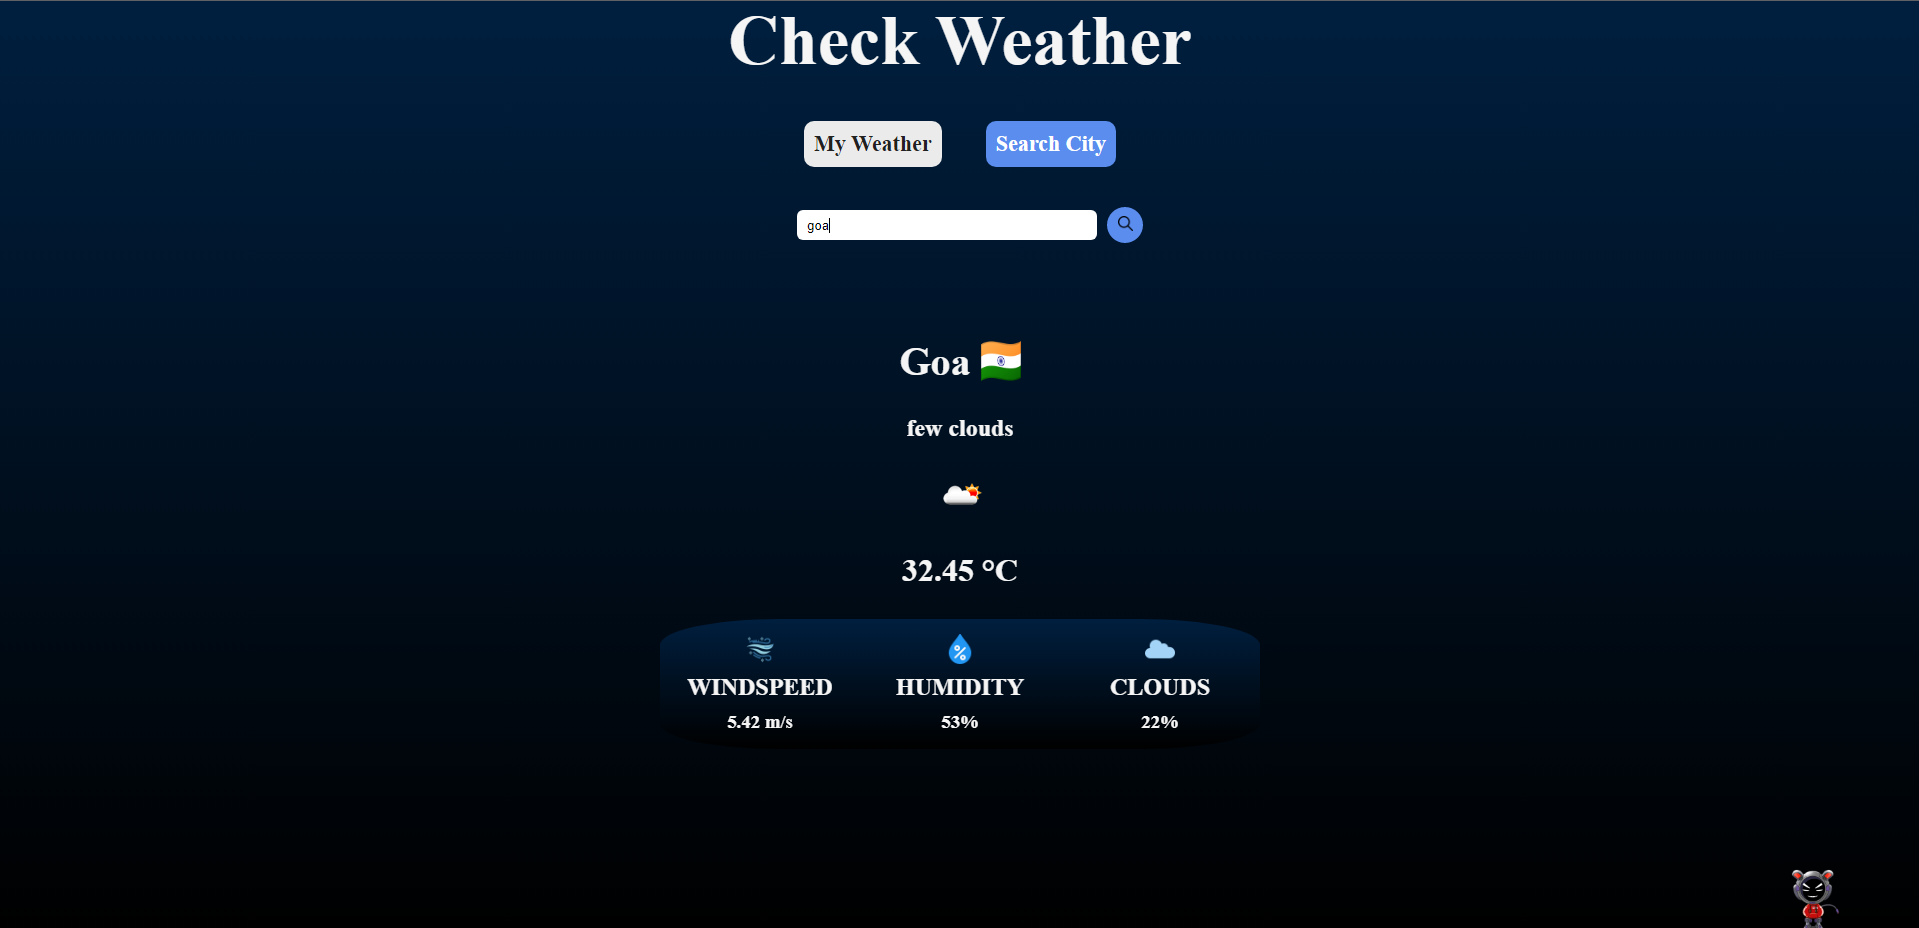 Check Weather
My Weather
Search City
goa
Goa
few clouds
32.45 °C
WINDSPEED
HUMIDITY
CLOUDS
5.42 m/s
53%
22%